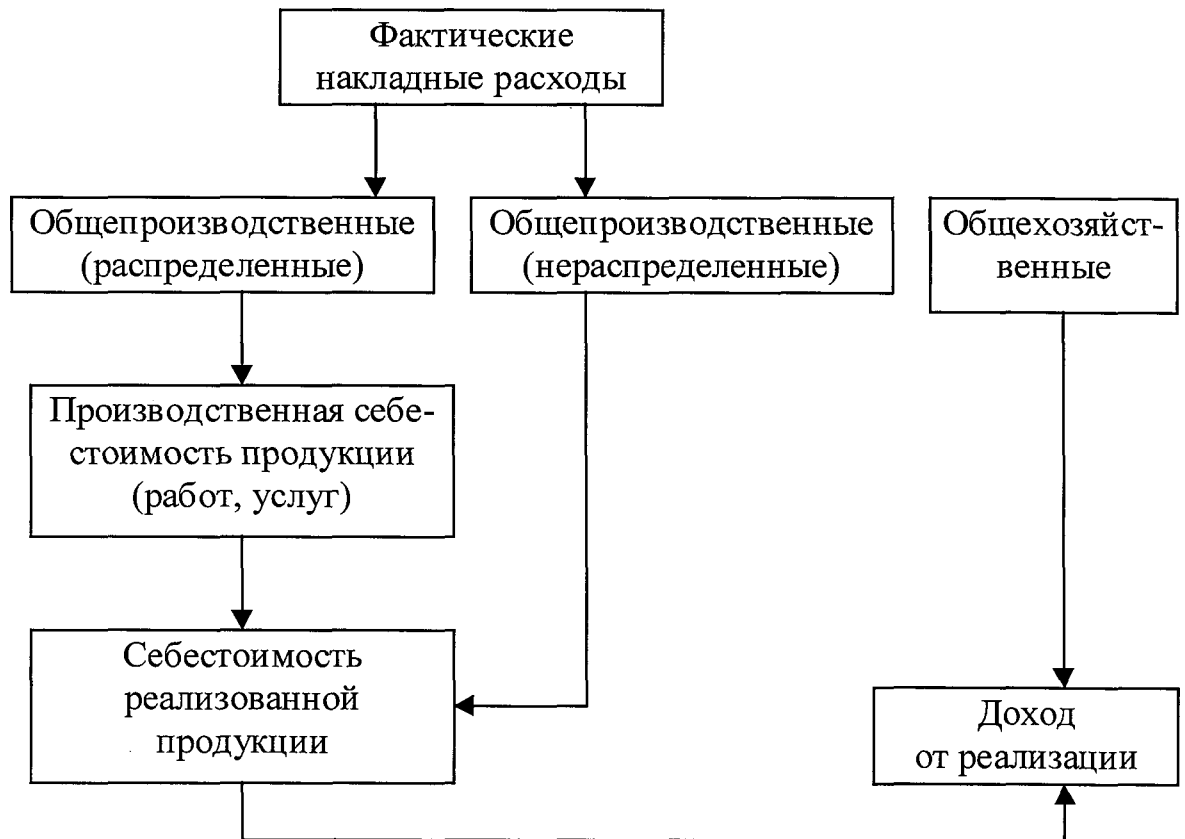 Фактические
накладные расходы
Общепроизводственные
(распределенные)
Общепроизводственные
(нераспределенные)
Общехозяйст-
венные
Производственная себе-
стоимость продукции
(работ, услуг)
Себестоимость
реализованной
продукции
Доход
от реализации